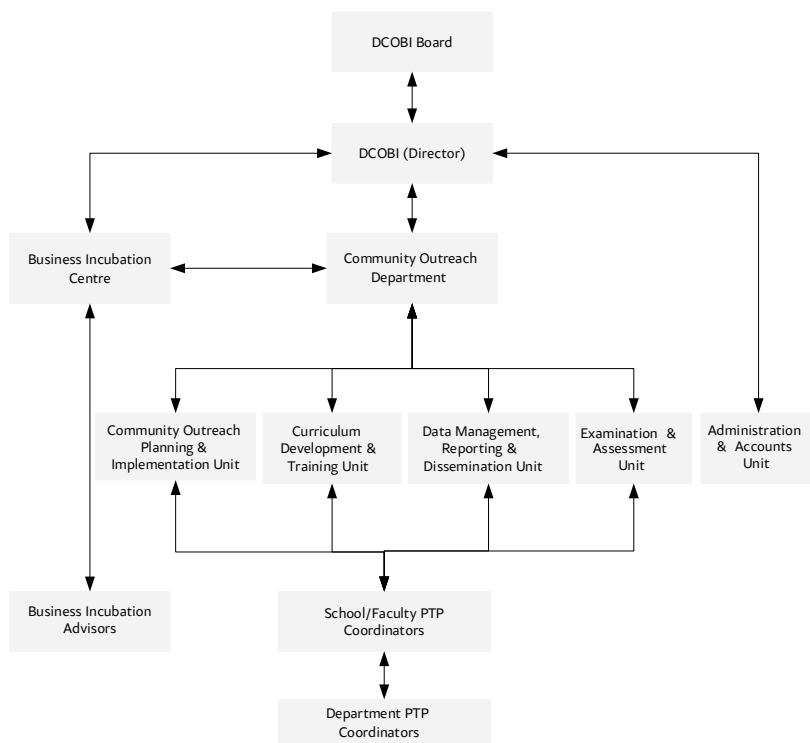 DCOBI Board
DCOBI (Director)
Business Incubation
Centre
Community Outreach
Department
Community Outreach
Planning &
Implementation Unit
Curriculum
Development &
Training Unit
Data Management,
Reporting &
Dissemination Unit
Examination &
Assessment
Unit
Administration
& Accounts
Unit
Business Incubation
Advisors
School/Faculty PTP
Coordinators
Department PTP
Coordinators